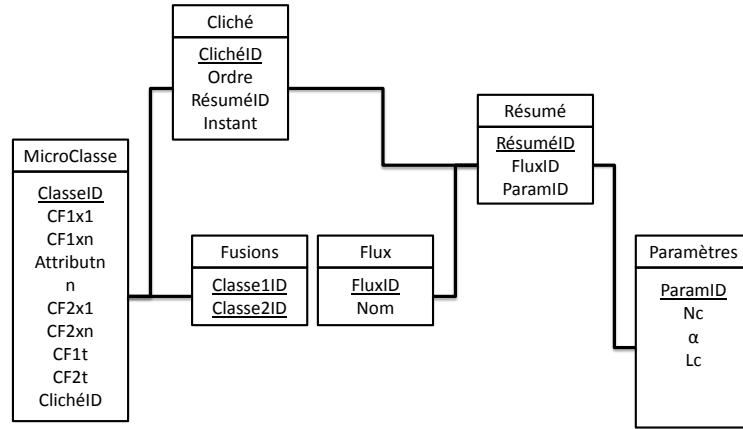 Cliché
ClichéID
Ordre
RésuméID
Instant
Résumé
RésuméID
FluxID
ParamID
MicroClasse
ClasseID
CF1x1
CF1xn
Attributn
n
CF2x1
CF2xn
CF1t
CF2t
ClichéID
Fusions
Classe1ID
Classe2ID
Flux
FluxID
Nom
Paramètres
ParamID
Nc
α
Lc